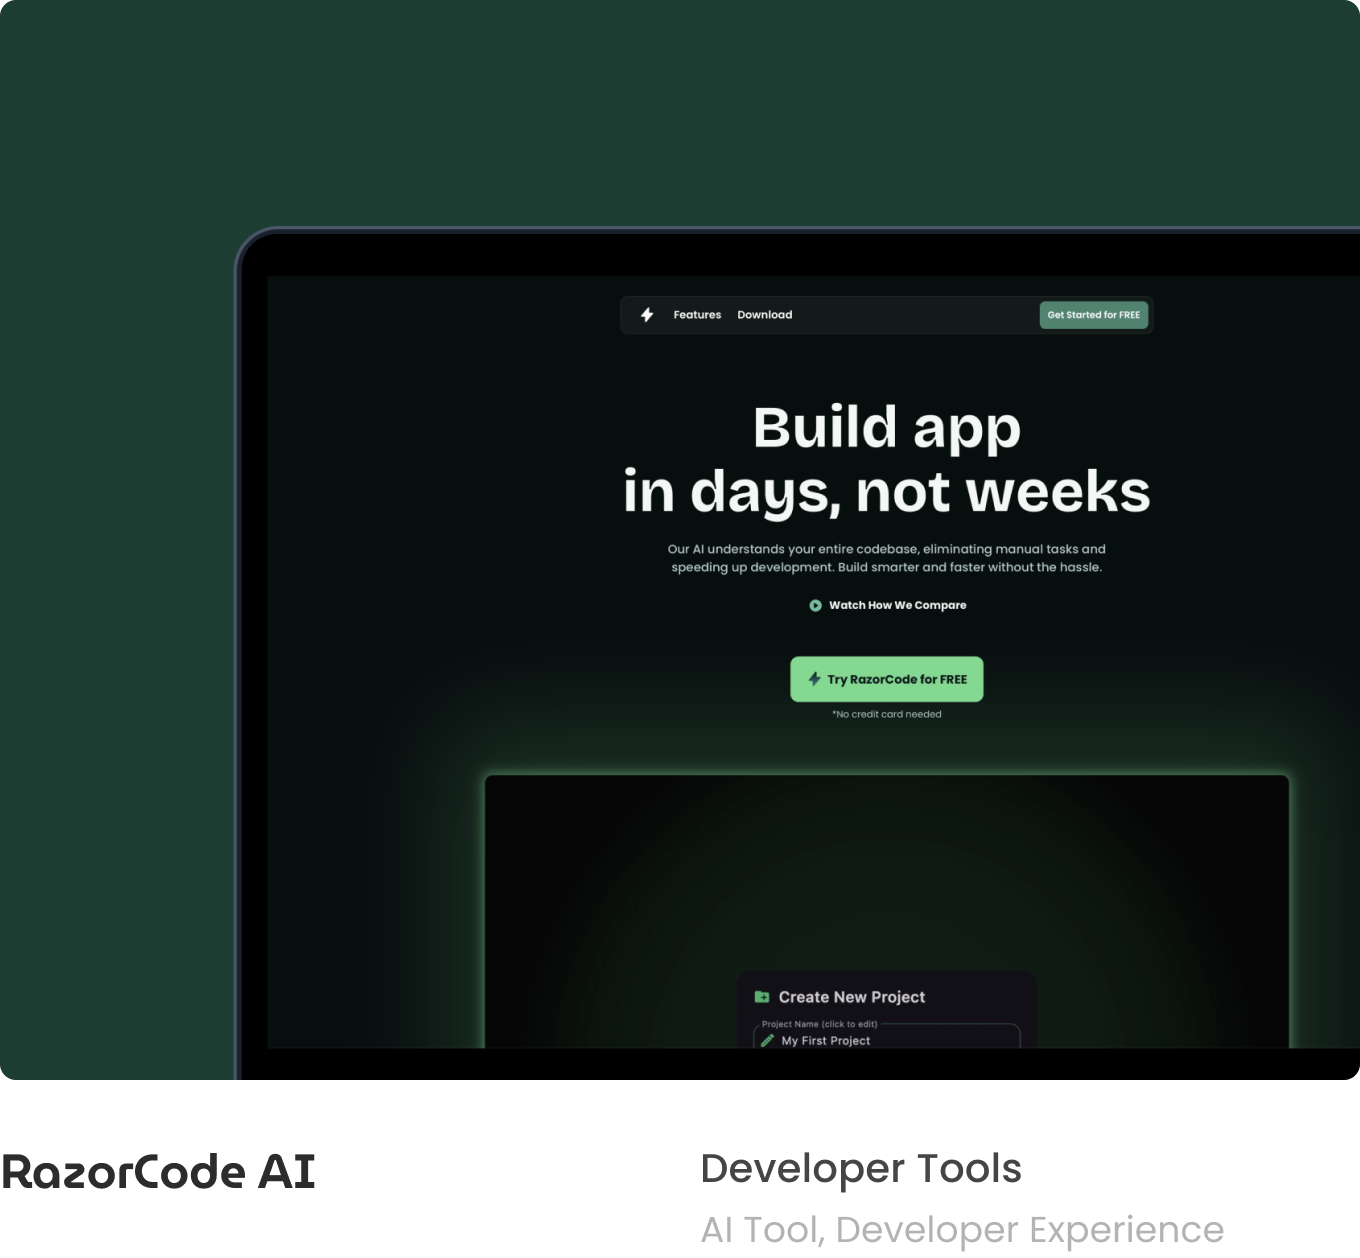 Features Download Get Started for FREE
Build app
in days, not weeks
Our AI understands your entire codebase, eliminating manual tasks and
speeding up development. Build smarter and faster without the hassle.
Watch How We Compare
Try RazorCode for FREE
*No credit card needed
Create New Project
Project Name (click to edit)
My First Project
RazorCode AI
Developer Tools
AI Tool, Developer Experience